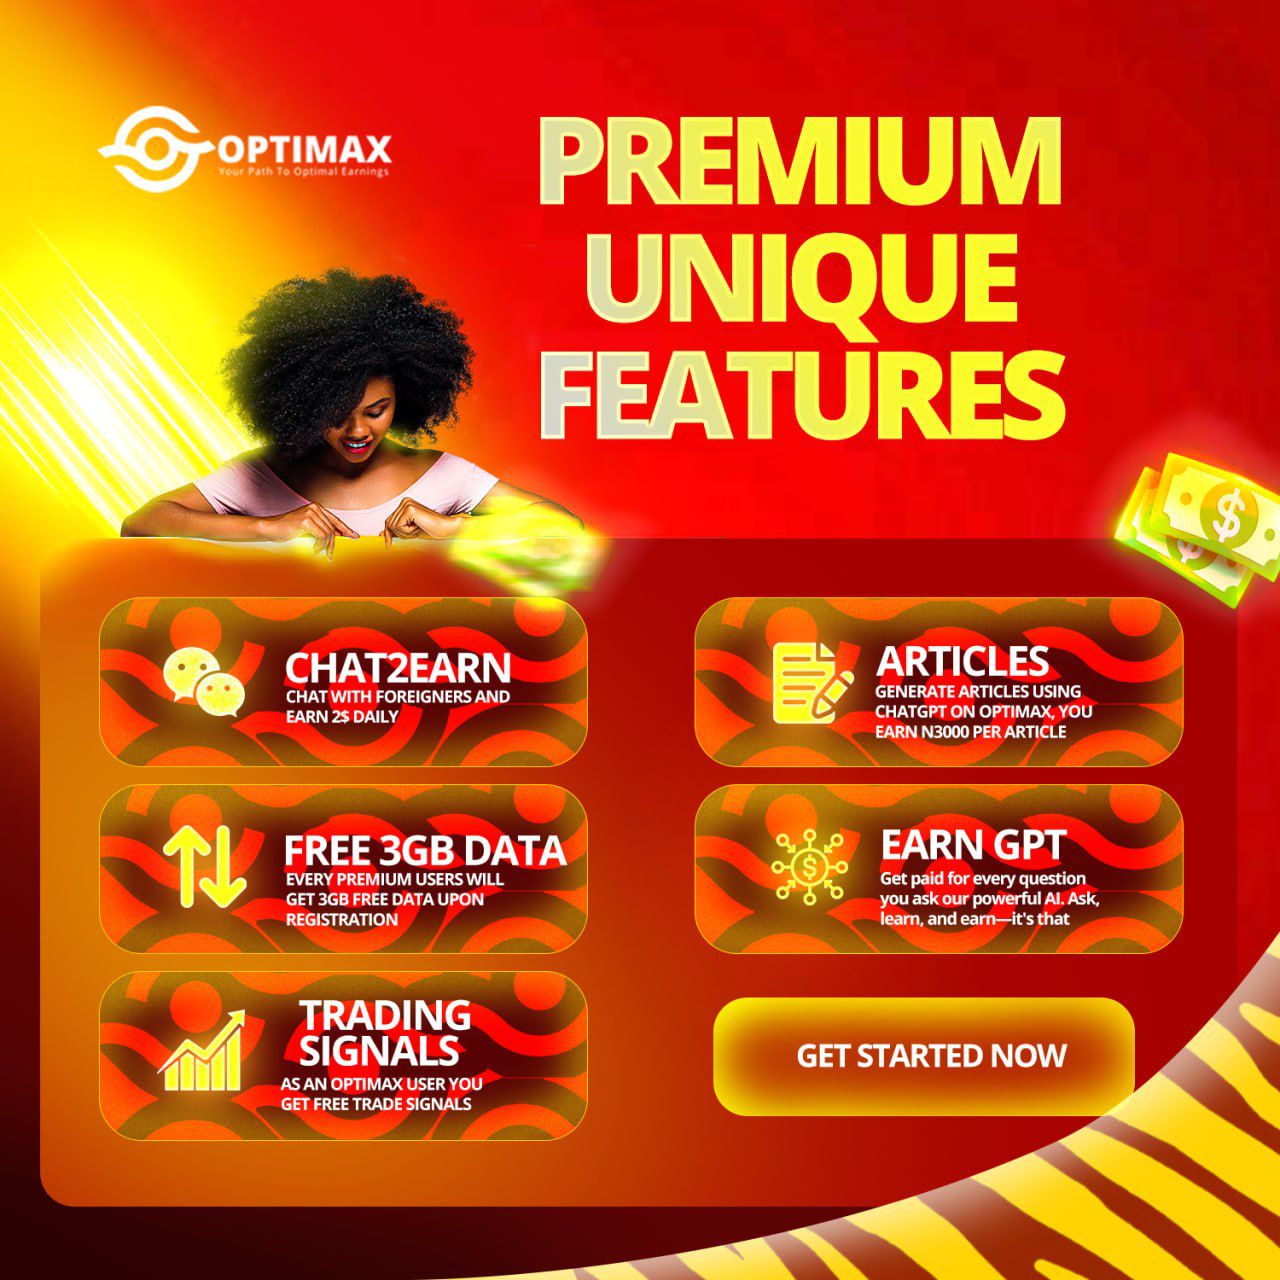 OPTIMAX
Your Path To Optimal Earnings
PREMIUM
UNIQUE
FEATURES
CHAT2EARN
CHAT WITH FOREIGNERS AND
EARN 2$ DAILY
ARTICLES
GENERATE ARTICLES USING
CHATGPT ON OPTIMAX, YOU
EARN N3000 PER ARTICLE
FREE 3GB DATA
EVERY PREMIUM USERS WILL
GET 3GB FREE DATA UPON
REGISTRATION
EARN GPT
Get paid for every question
you ask our powerful AI. Ask,
learn, and earn—it's that
TRADING
SIGNALS
AS AN OPTIMAX USER YOU
GET FREE TRADE SIGNALS
GET STARTED NOW